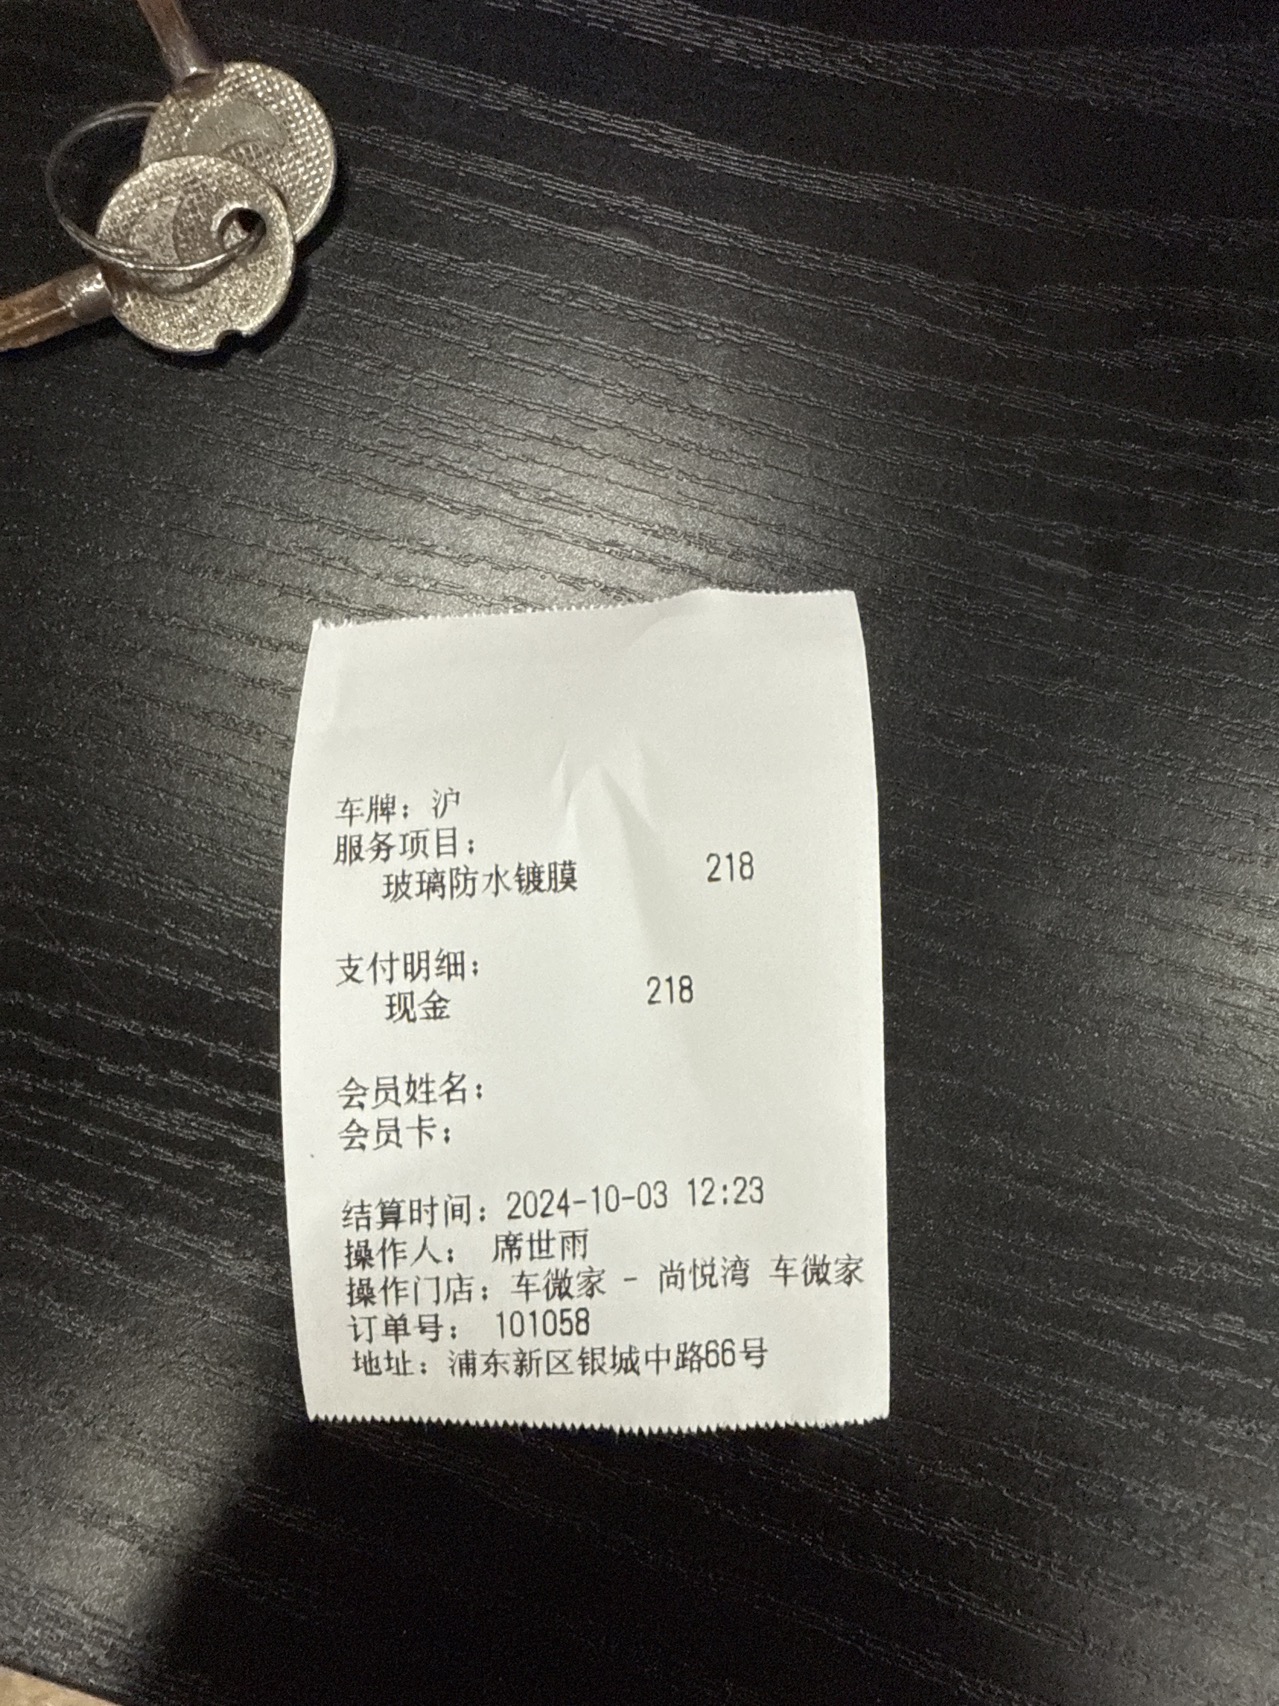 车牌：沪
服务项目：
玻璃防水镀膜 218
支付明细：
现金 218
会员姓名：
会员卡：
结算时间：2024-10-03 12:23
操作人： 席世雨
操作门店：车微家 - 尚悦湾 车微家
订单号： 101058
地址：浦东新区银城中路66号